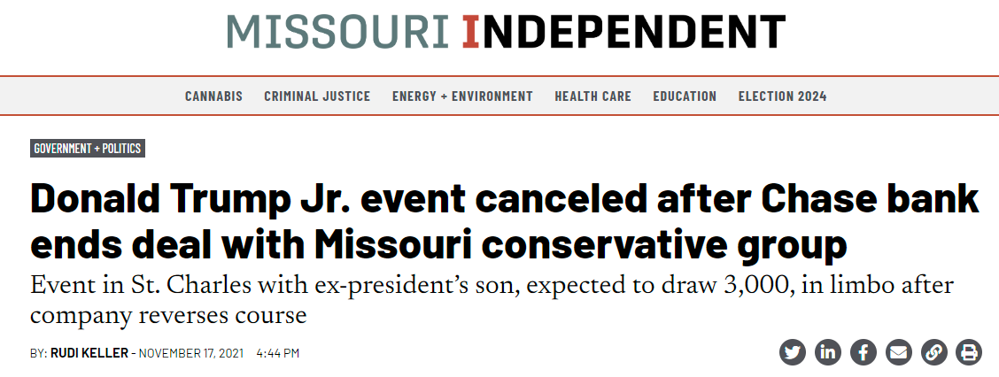 MISSOURI INDEPENDENT
CANNABIS CRIMINAL JUSTICE ENERGY + ENVIRONMENT HEALTH CARE EDUCATION ELECTION 2024
GOVERNMENT + POLITICS
Donald Trump Jr. event canceled after Chase bank
ends deal with Missouri conservative group
Event in St. Charles with ex-president’s son, expected to draw 3,000, in limbo after
company reverses course
BY: RUDI KELLER - NOVEMBER 17, 2021 4:44 PM